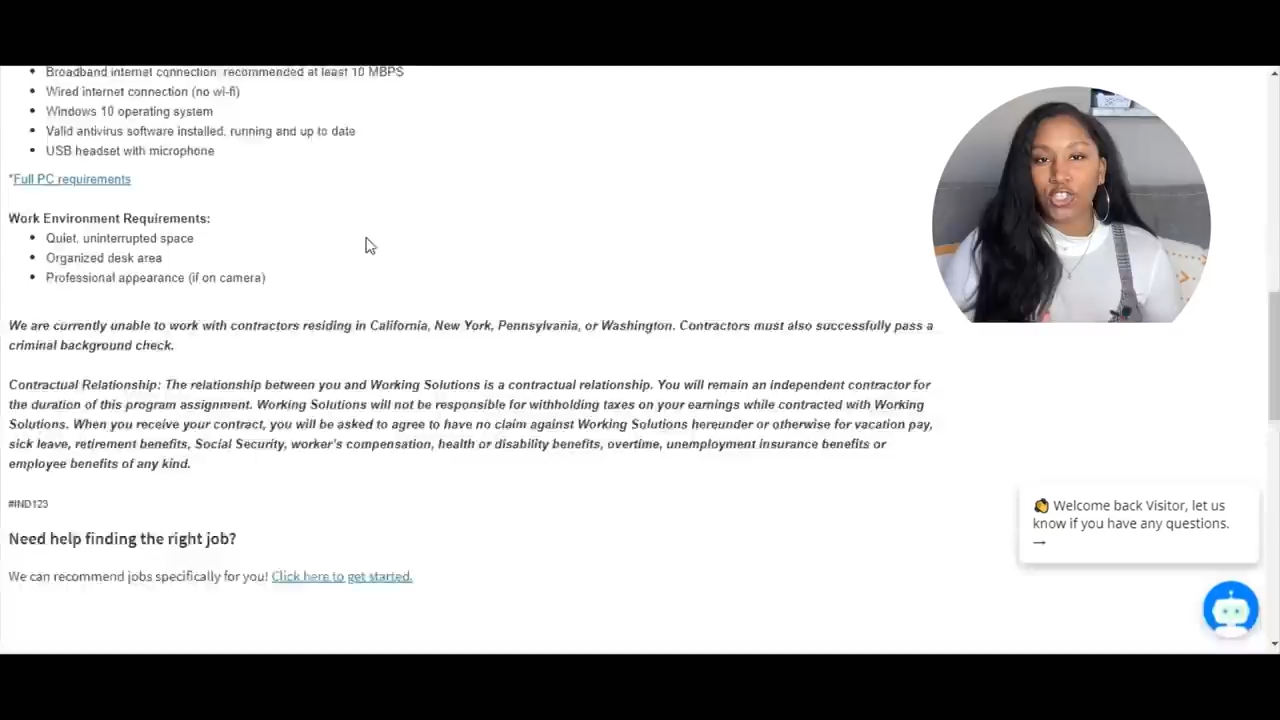 Broadband internet connection, recommended at least 10 MBPS
Wired internet connection (no wi-fi)
Windows 10 operating system
Valid antivirus software installed, running and up to date
USB headset with microphone
*Full PC requirements
Work Environment Requirements:
Quiet, uninterrupted space
Organized desk area
Professional appearance (if on camera)
We are currently unable to work with contractors residing in California, New York, Pennsylvania, or Washington. Contractors must also successfully pass a
criminal background check.
Contractual Relationship: The relationship between you and Working Solutions is a contractual relationship. You will remain an independent contractor for
the duration of this program assignment. Working Solutions will not be responsible for withholding taxes on your earnings while contracted with Working
Solutions. When you receive your contract, you will be asked to agree to have no claim against Working Solutions hereunder or otherwise for vacation pay,
sick leave, retirement benefits, Social Security, worker's compensation, health or disability benefits, overtime, unemployment insurance benefits or
employee benefits of any kind.
#IND123
Need help finding the right job?
We can recommend jobs specifically for you! Click here to get started.
Welcome back Visitor, let us
know if you have any questions.